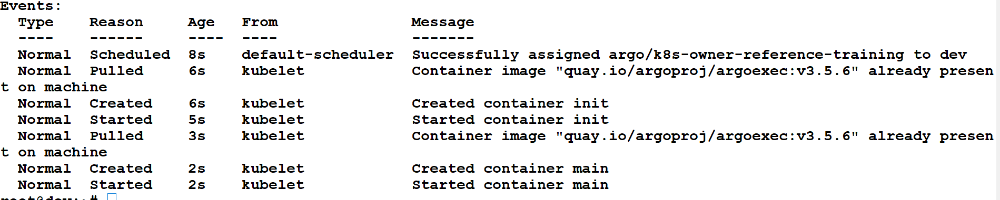 Events:
  Type    Reason     Age   From               Message
  ----    ------     ----  ----               -------
  Normal  Scheduled  8s    default-scheduler  Successfully assigned argo/k8s-owner-reference-training to dev
  Normal  Pulled     6s    kubelet            Container image "quay.io/argoproj/argoexec:v3.5.6" already presen
t on machine
  Normal  Created    6s    kubelet            Created container init
  Normal  Started    5s    kubelet            Started container init
  Normal  Pulled     3s    kubelet            Container image "quay.io/argoproj/argoexec:v3.5.6" already presen
t on machine
  Normal  Created    2s    kubelet            Created container main
  Normal  Started    2s    kubelet            Started container main
root@dev:~#